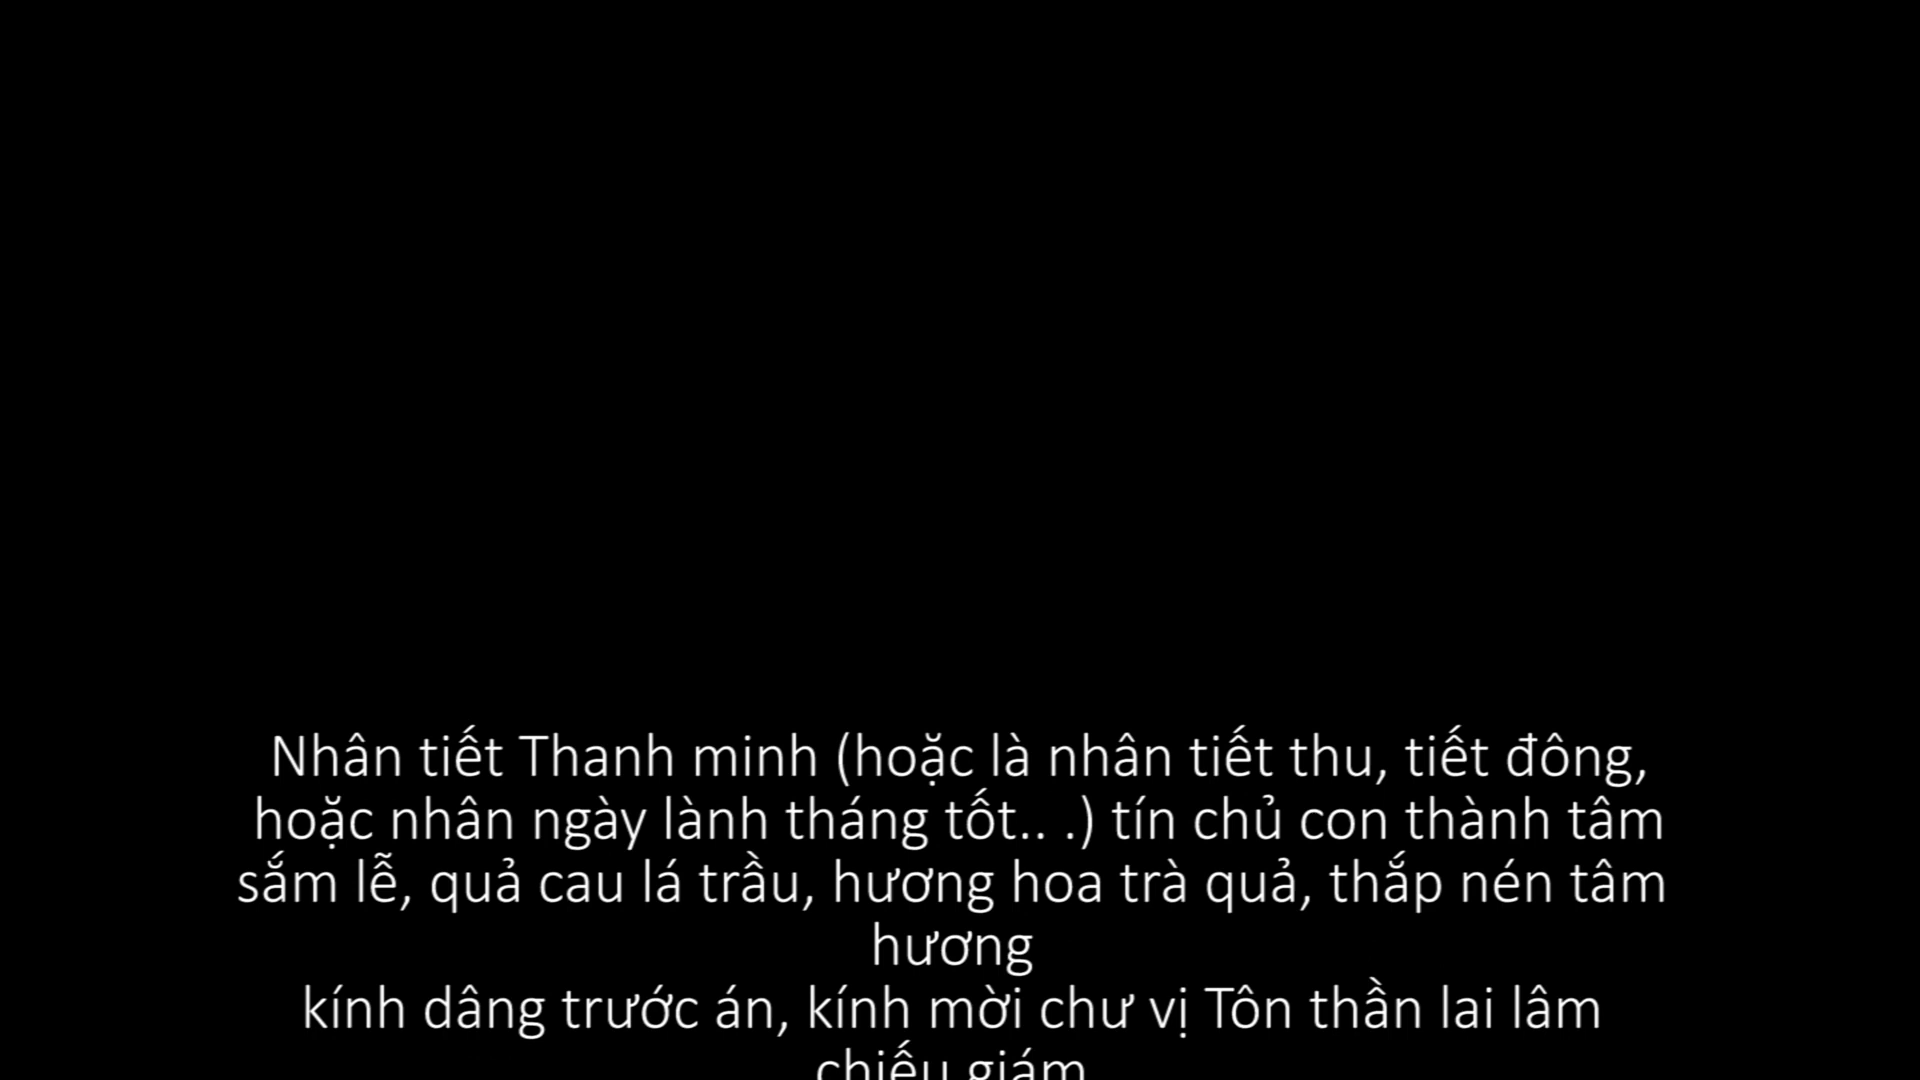 Nhân tiết Thanh minh (hoặc là nhân tiết thu, tiết đông,
hoặc nhân ngày lành tháng tốt.. .) tín chủ con thành tâm
sắm lễ, quả cau lá trầu, hương hoa trà quả, thắp nén tâm
hương
kính dâng trước án, kính mời chư vị Tôn thần lai lâm
chiếu giám